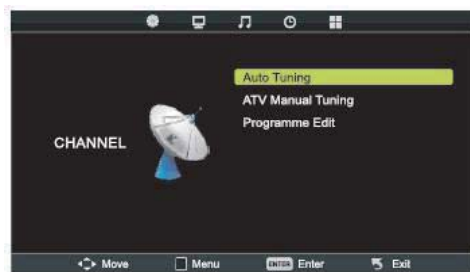 Auto Tuning
ATV Manual Tuning
Programme Edit
CHANNEL
Move Menu ENTER Enter Exit